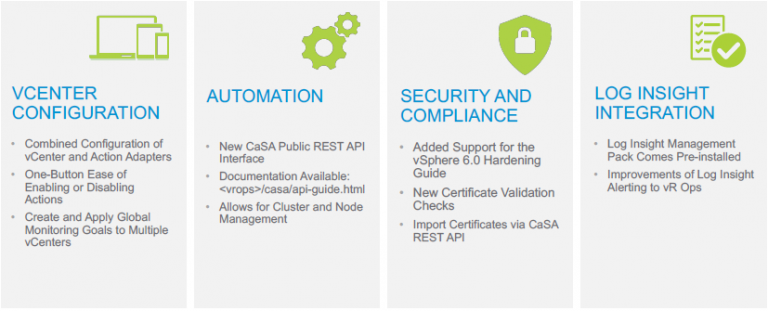 VCENTER
CONFIGURATION
• Combined Configuration of
vCenter and Action Adapters
• One-Button Ease of
Enabling or Disabling
Actions
• Create and Apply Global
Monitoring Goals to Multiple
vCenters
AUTOMATION
• New CaSA Public REST API
Interface
• Documentation Available:
<vrops>/casa/api-guide.html
• Allows for Cluster and Node
Management
SECURITY AND
COMPLIANCE
• Added Support for the
vSphere 6.0 Hardening
Guide
• New Certificate Validation
Checks
• Import Certificates via CaSA
REST API
LOG INSIGHT
INTEGRATION
• Log Insight Management
Pack Comes Pre-installed
• Improvements of Log Insight
Alerting to vR Ops